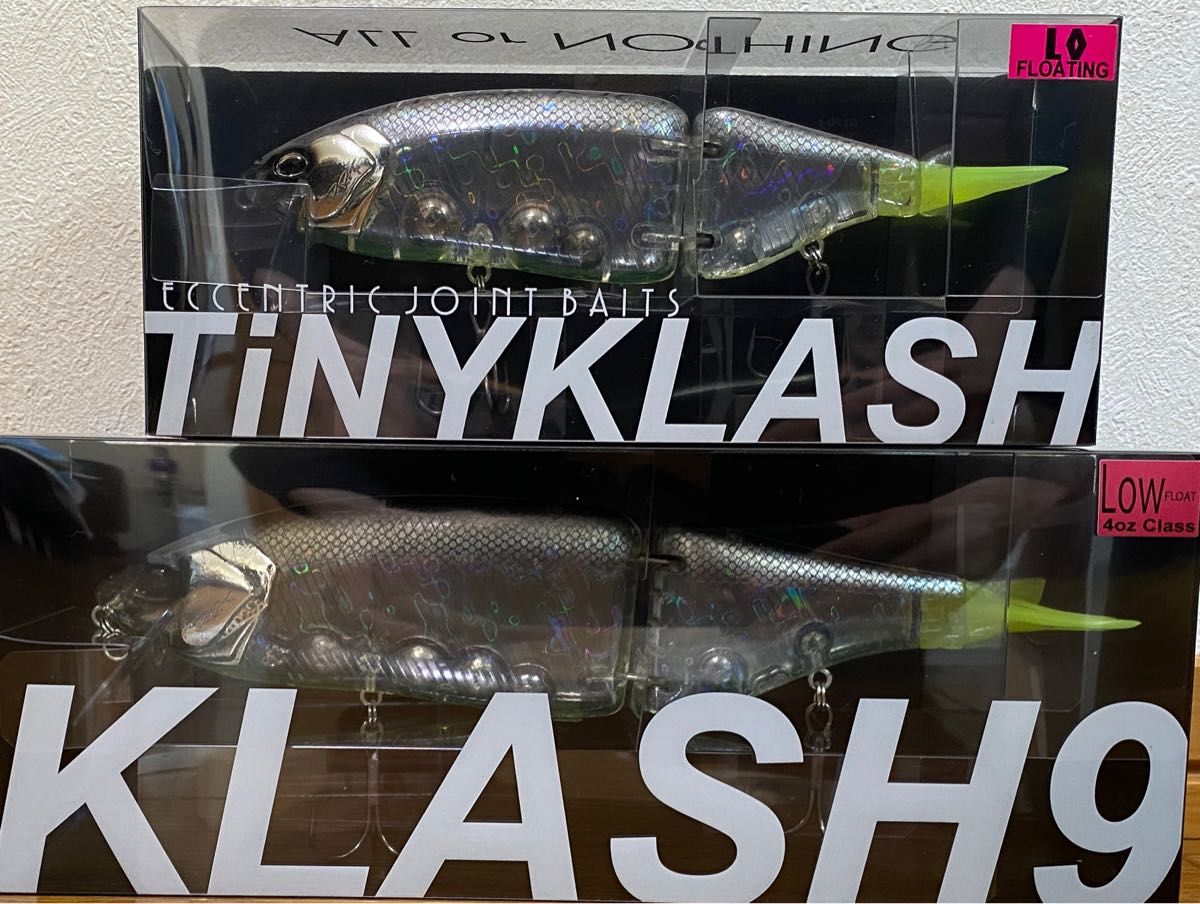 ALL OR NOTHING
LO
FLOATING
ECCENTRIC JOINT BAITS
TiNYKLASH
LOW FLOAT
4oz Class
KLASH9